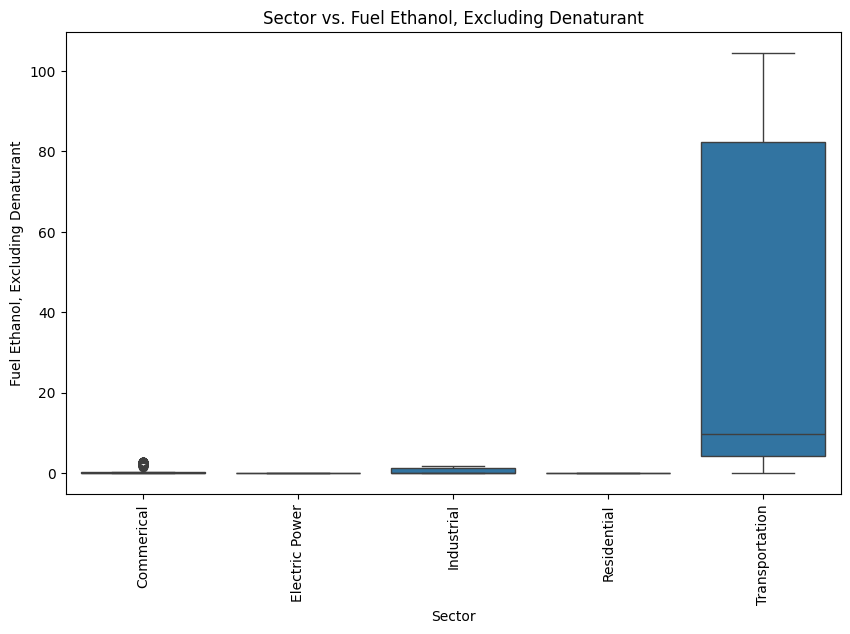 Sector vs. Fuel Ethanol, Excluding Denaturant
Fuel Ethanol, Excluding Denaturant
100
80
60
40
20
0
Commerical
Electric Power
Industrial
Residential
Transportation
Sector